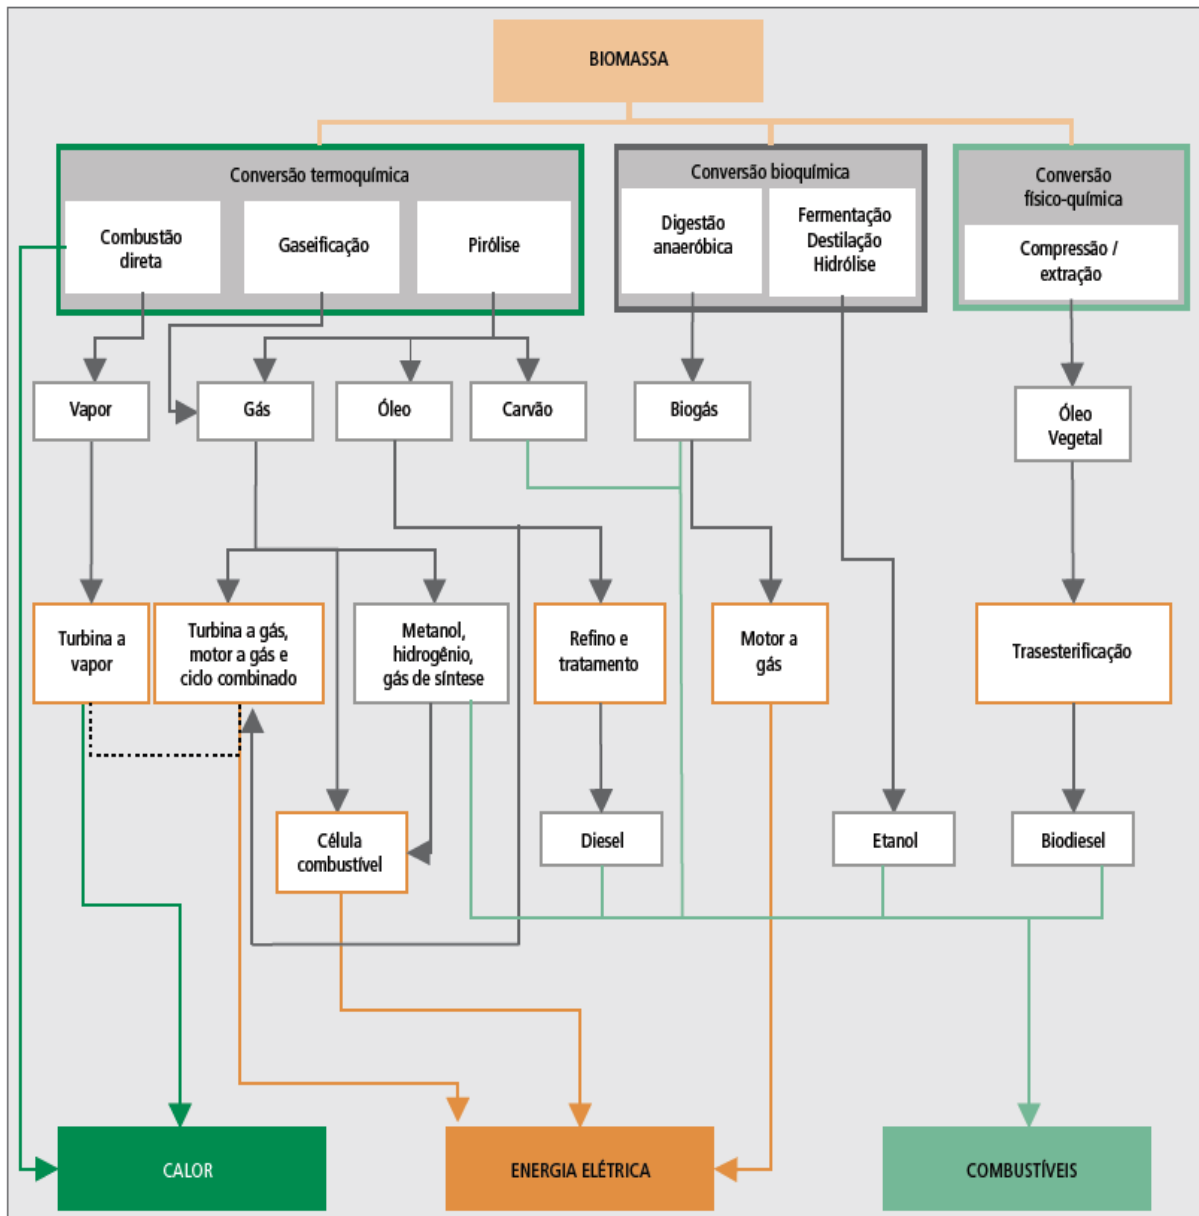 BIOMASSA
Conversão termoquímica
Combustão
direta
Gaseificação
Pirólise
Conversão bioquímica
Digestão
anaeróbica
Fermentação
Destilação
Hidrólise
Conversão
físico-química
Compressão /
extração
Vapor
Gás
Óleo
Carvão
Biogás
Óleo
Vegetal
Turbina a
vapor
Turbina a gás,
motor a gás e
ciclo combinado
Metanol,
hidrogênio,
gás de síntese
Refino e
tratamento
Motor a
gás
Trasesterificação
Célula
combustível
Diesel
Etanol
Biodiesel
CALOR
ENERGIA ELÉTRICA
COMBUSTÍVEIS